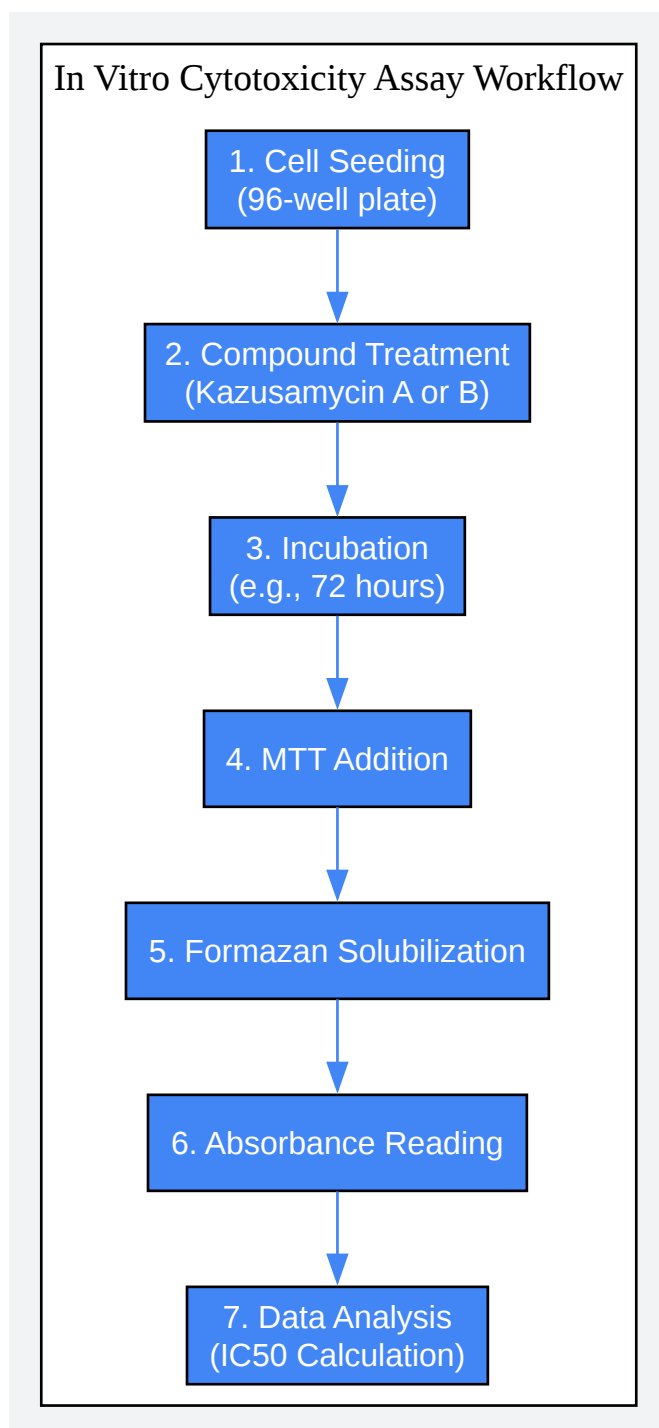 In Vitro Cytotoxicity Assay Workflow
1. Cell Seeding
(96-well plate)
2. Compound Treatment
(Kazusamycin A or B)
3. Incubation
(e.g., 72 hours)
4. MTT Addition
5. Formazan Solubilization
6. Absorbance Reading
7. Data Analysis
(IC50 Calculation)